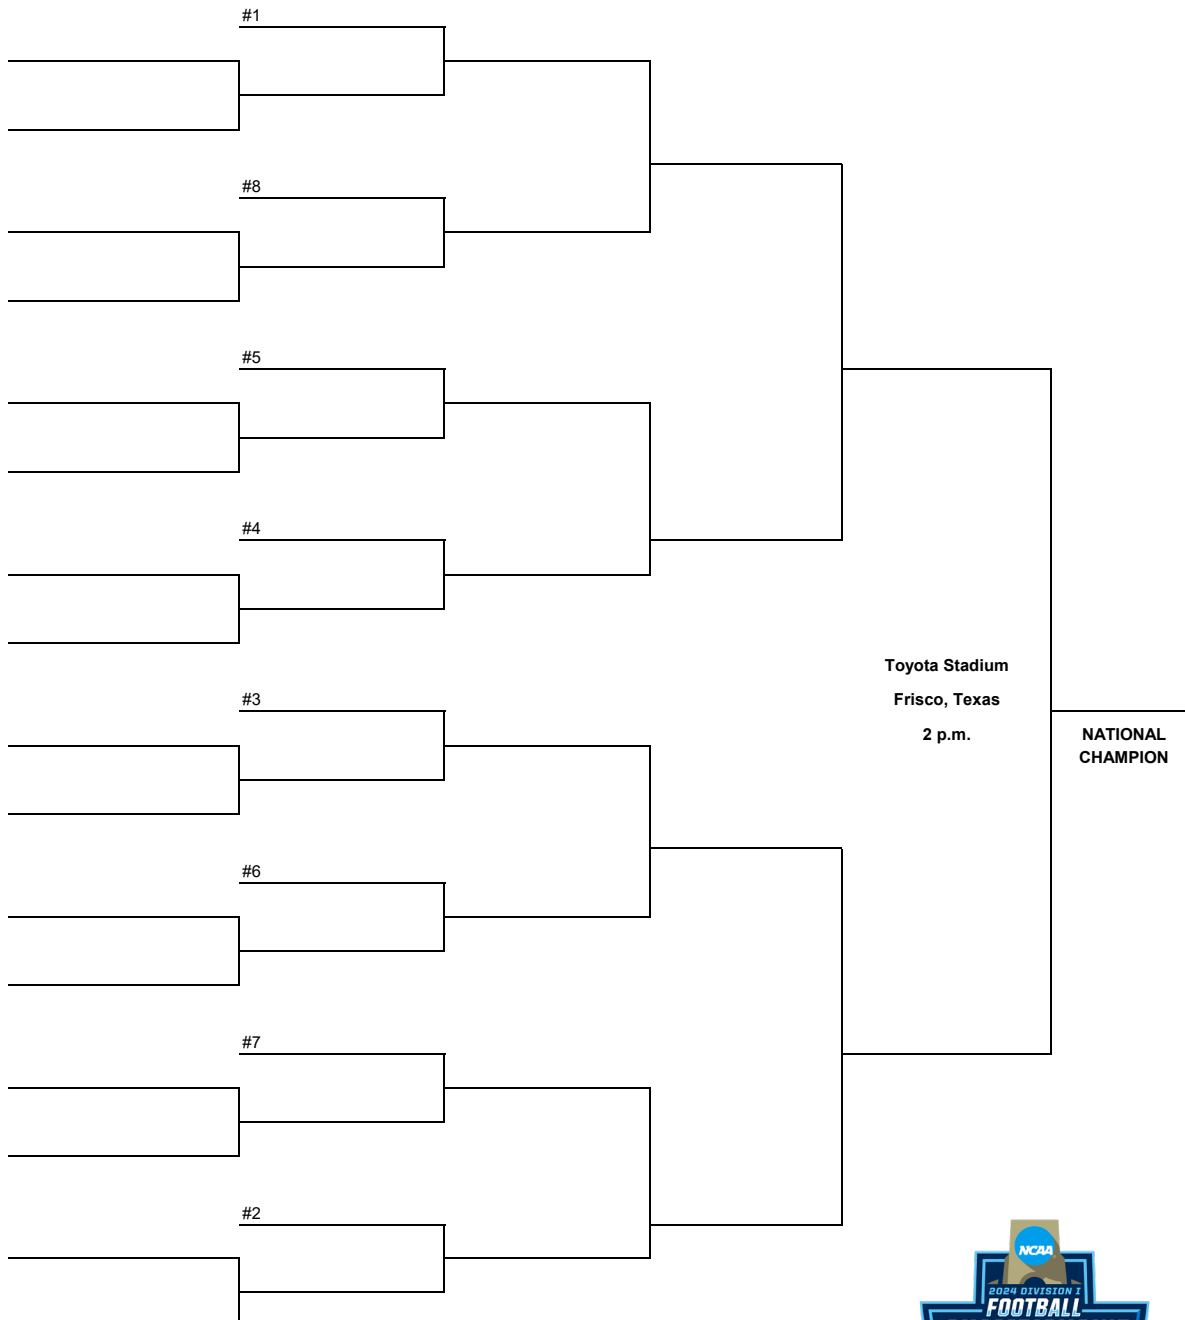 #1
#8
#5
#4
Toyota Stadium
#3
Frisco, Texas
2 p.m.
NATIONAL
CHAMPION
#6
#7
#2
NCAA
2024 DIVISION I
FOOTBALL